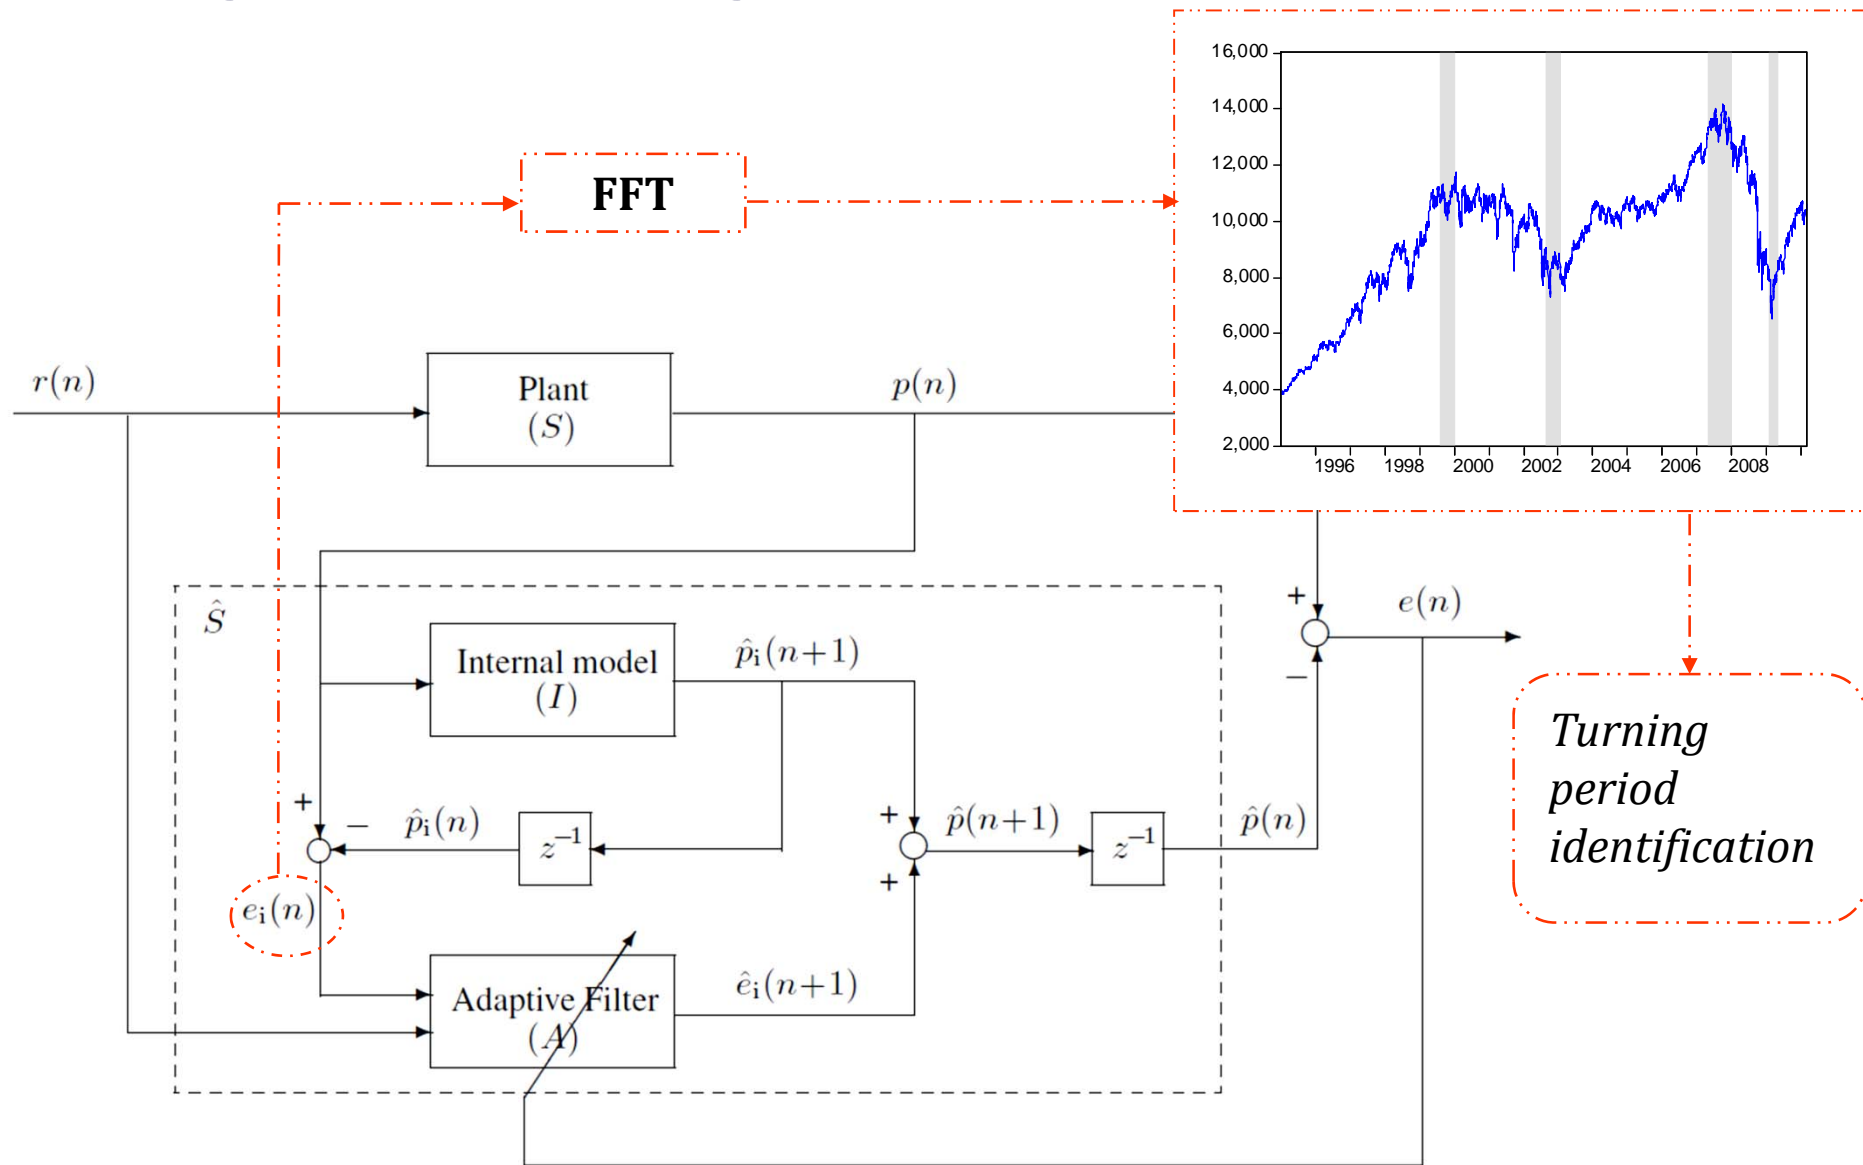 16,000
14,000
12,000
10,000
8,000
6,000
4,000
2,000
1996 1998 2000 2002 2004 2006 2008
FFT
r(n)
Plant
(S)
p(n)
Ŝ
Internal model
(I)
p̂i(n+1)
+
−
e(n)
Turning
period
identification
+
−
p̂i(n)
z−1
+
+
p̂(n+1)
z−1
p̂(n)
ei(n)
Adaptive Filter
(A)
êi(n+1)